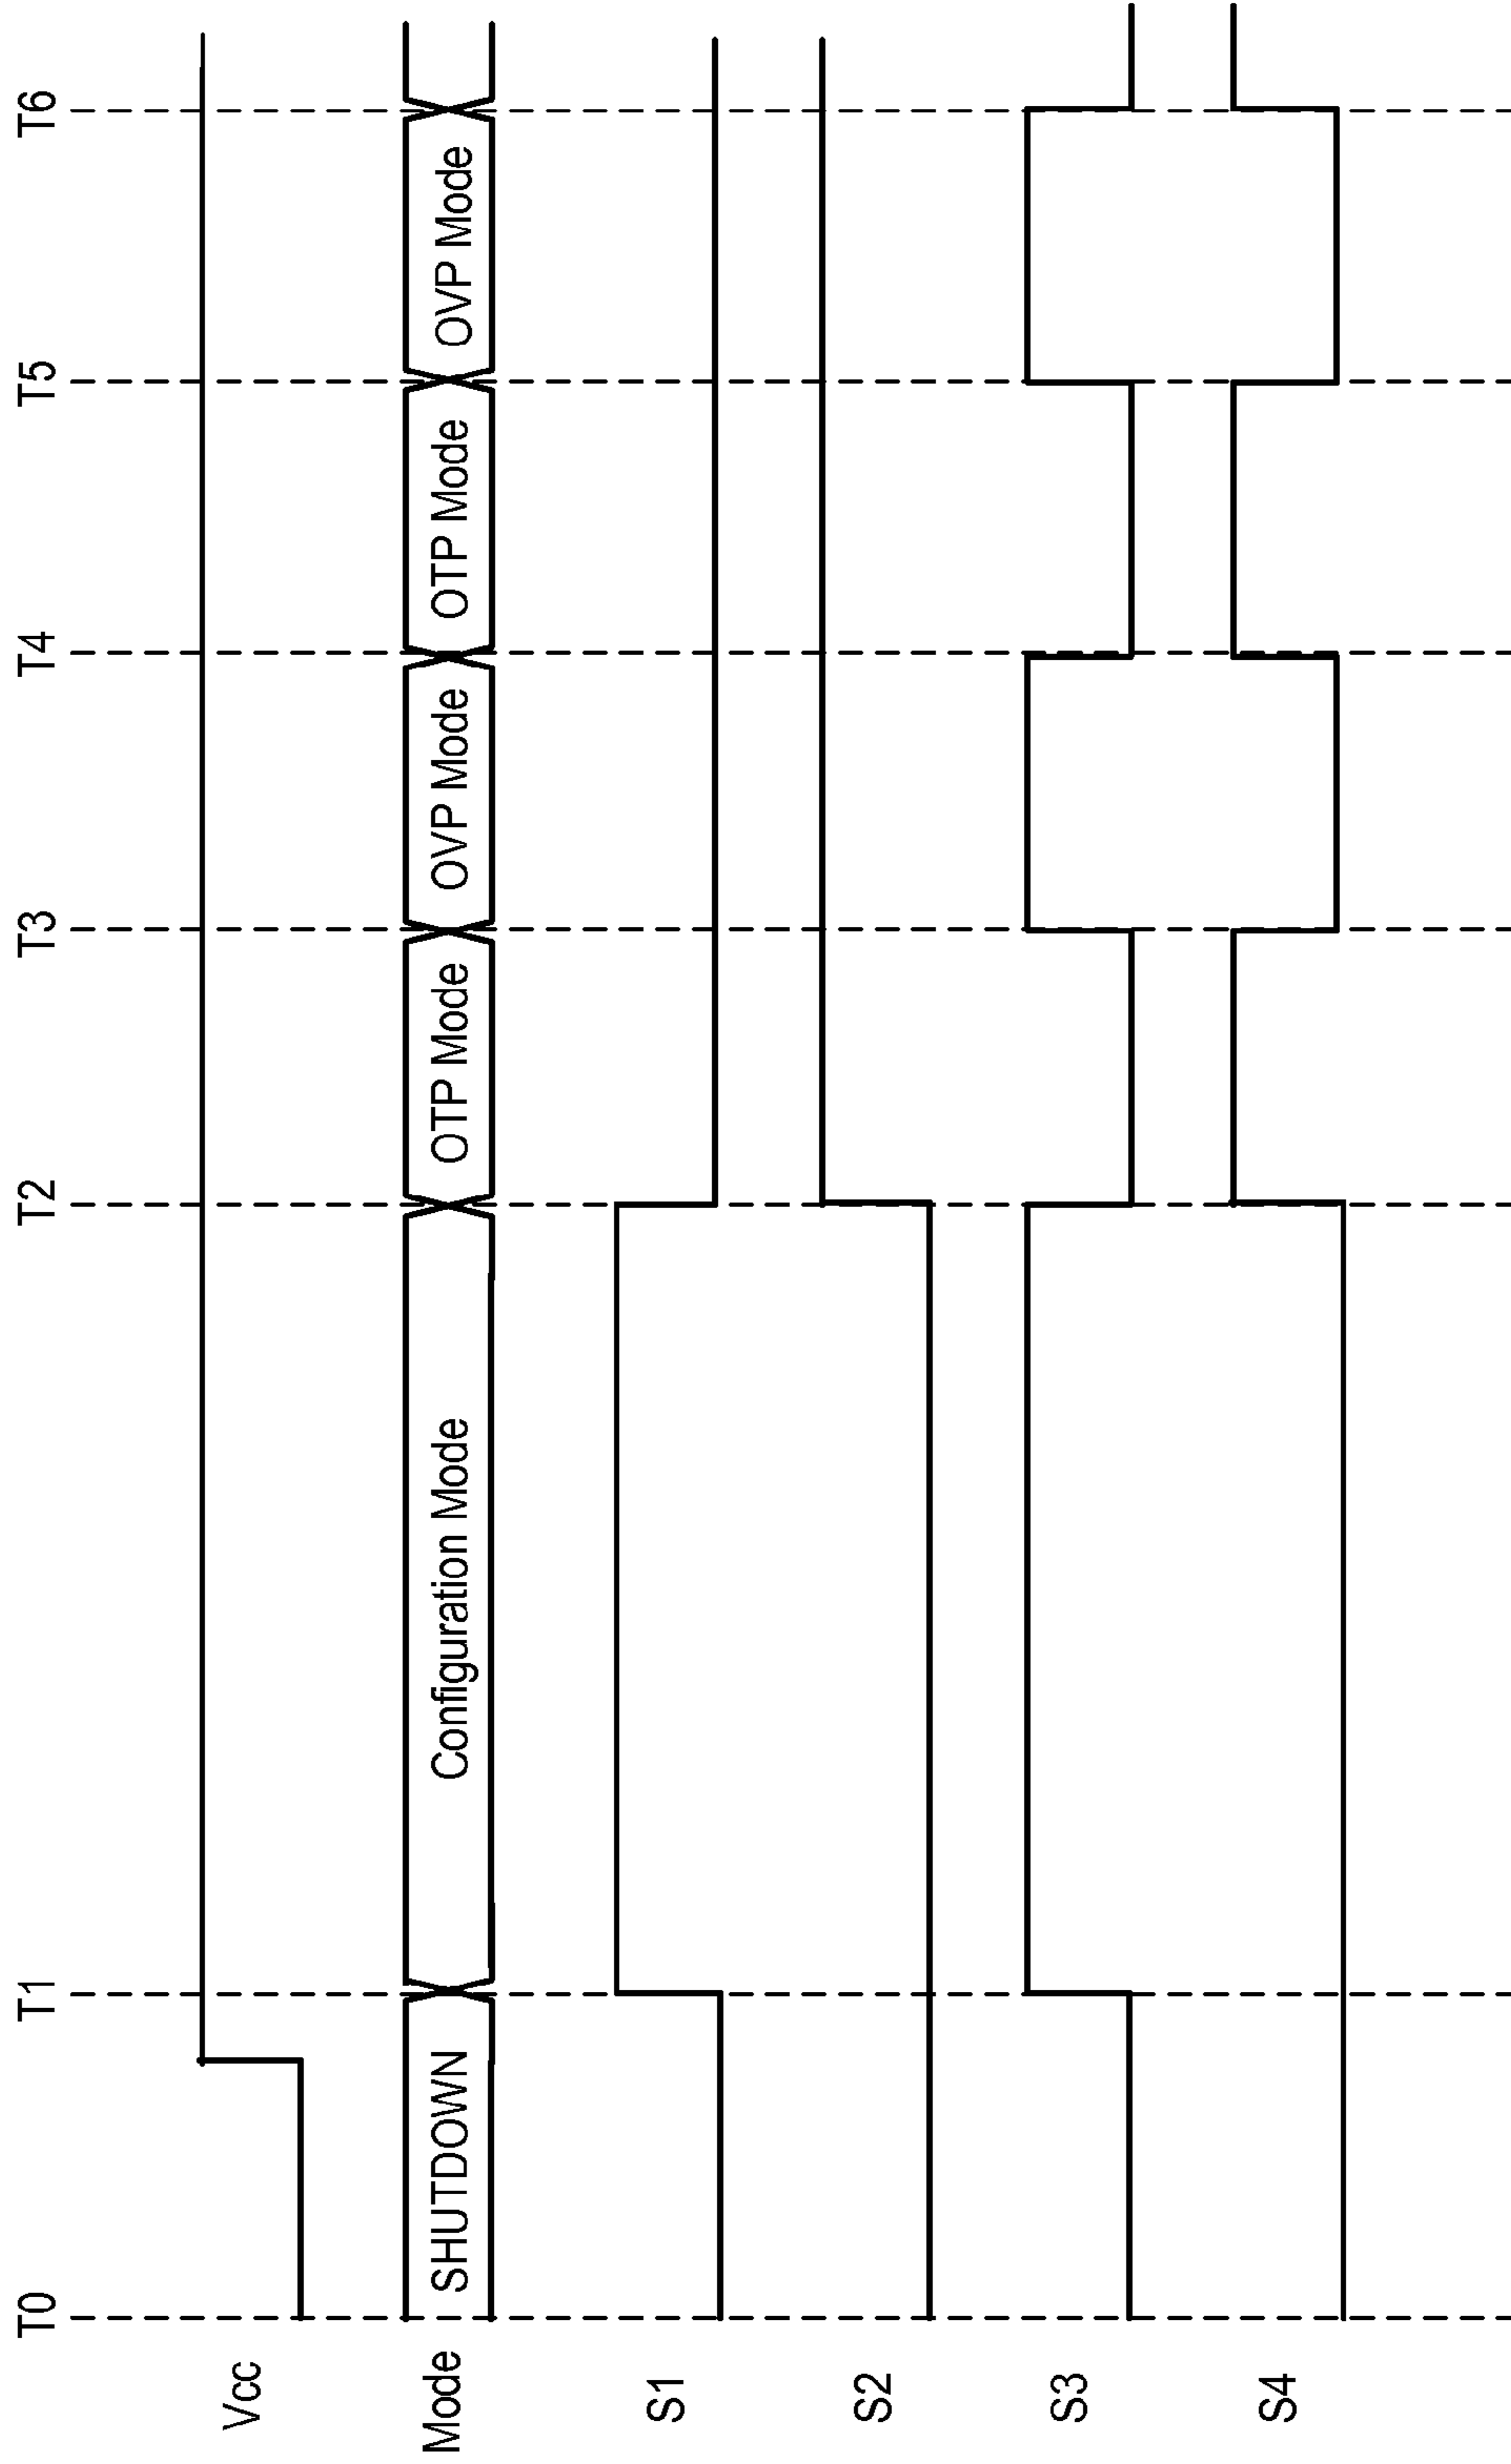 T0 T1 T2 T3 T4 T5 T6
Vcc
Mode SHUTDOWN Configuration Mode OTP Mode OVP Mode OTP Mode OVP Mode
S1
S2
S3
S4